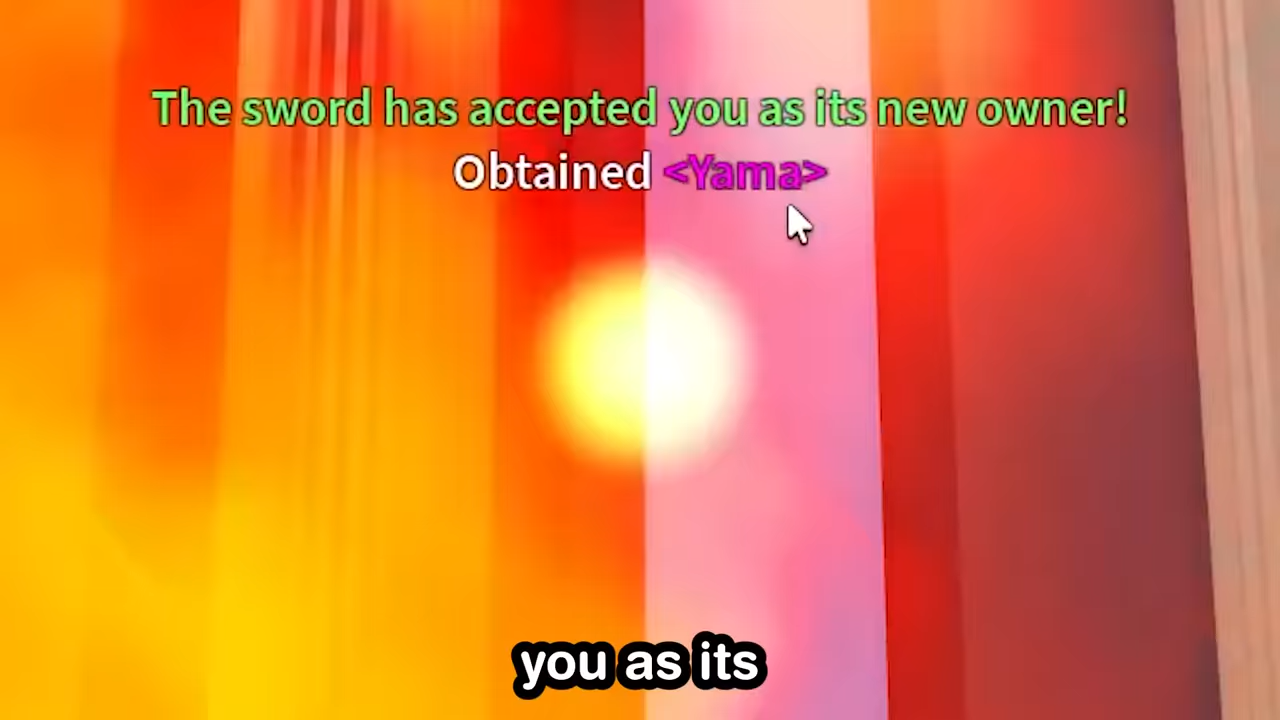 The sword has accepted you as its new owner!
Obtained <Yama>
you as its